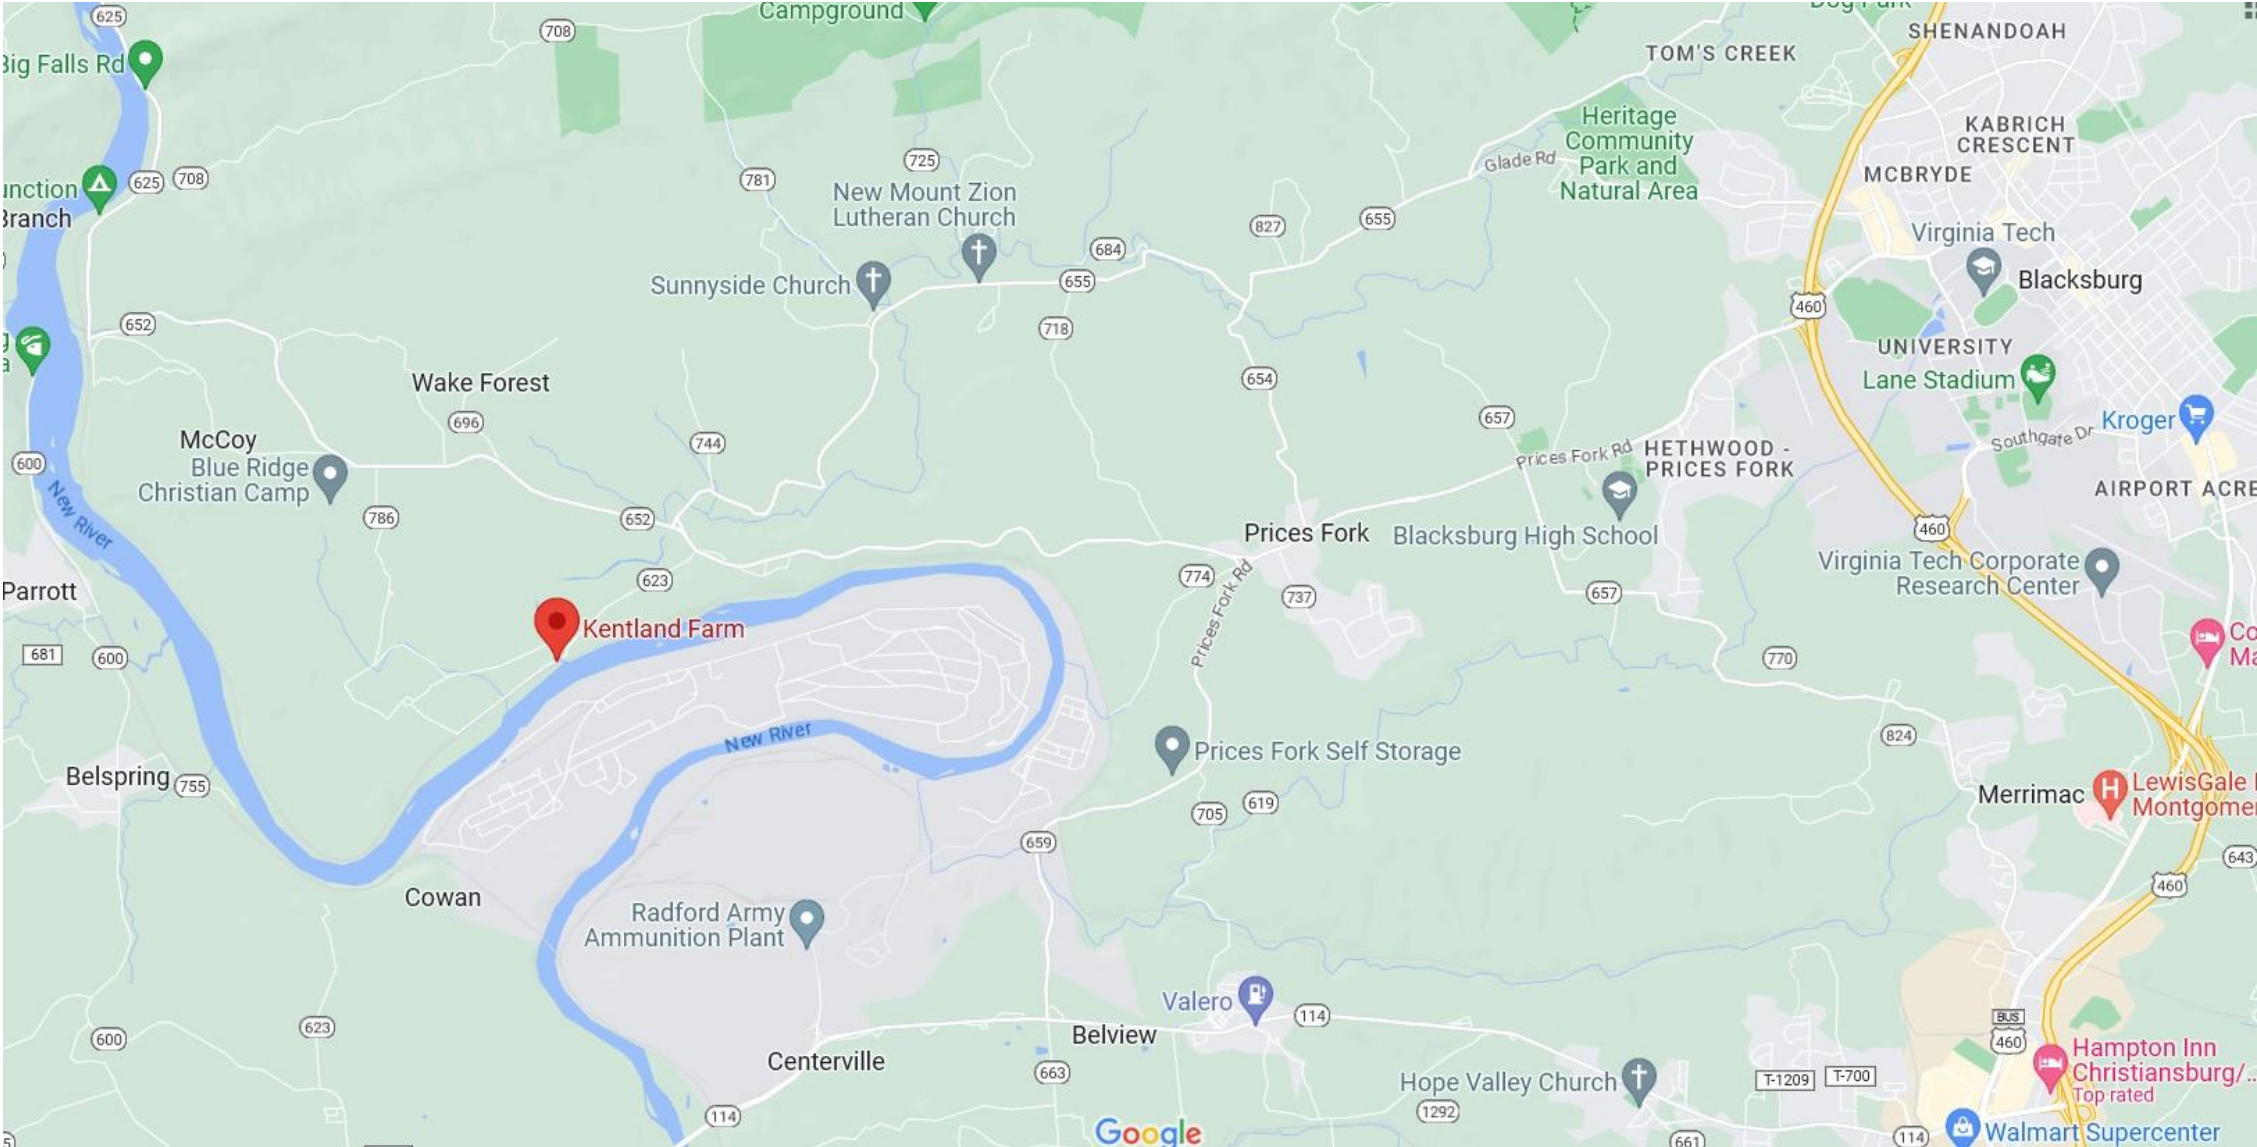 625
708
Campground
Big Falls Rd
SHENANDOAH
TOM'S CREEK
Heritage
Community
Park and
Natural Area
KABRICH
CRESCENT
MCBRYDE
Glade Rd
725
781
625
708
New Mount Zion
Lutheran Church
655
827
684
Virginia Tech
Blacksburg
Sunnyside Church
655
718
460
652
UNIVERSITY
Lane Stadium
Wake Forest
654
696
657
Kroger
McCoy
744
Southgate Dr
Prices Fork Rd
HETHWOOD -
PRICES FORK
600
Blue Ridge
Christian Camp
AIRPORT ACRE
New River
786
652
Prices Fork
Blacksburg High School
460
Virginia Tech Corporate
Research Center
Parrott
623
774
737
657
Prices Fork Rd
Kentland Farm
681
600
770
New River
Prices Fork Self Storage
824
Belspring
755
705
619
Merrimac
LewisGale
659
643
460
Cowan
Radford Army
Ammunition Plant
Valero
114
BUS
460
600
623
Belview
Centerville
663
Hope Valley Church
T-1209
T-700
Hampton Inn
Christiansburg/...
Top rated
114
1292
Google
661
114
Walmart Supercenter